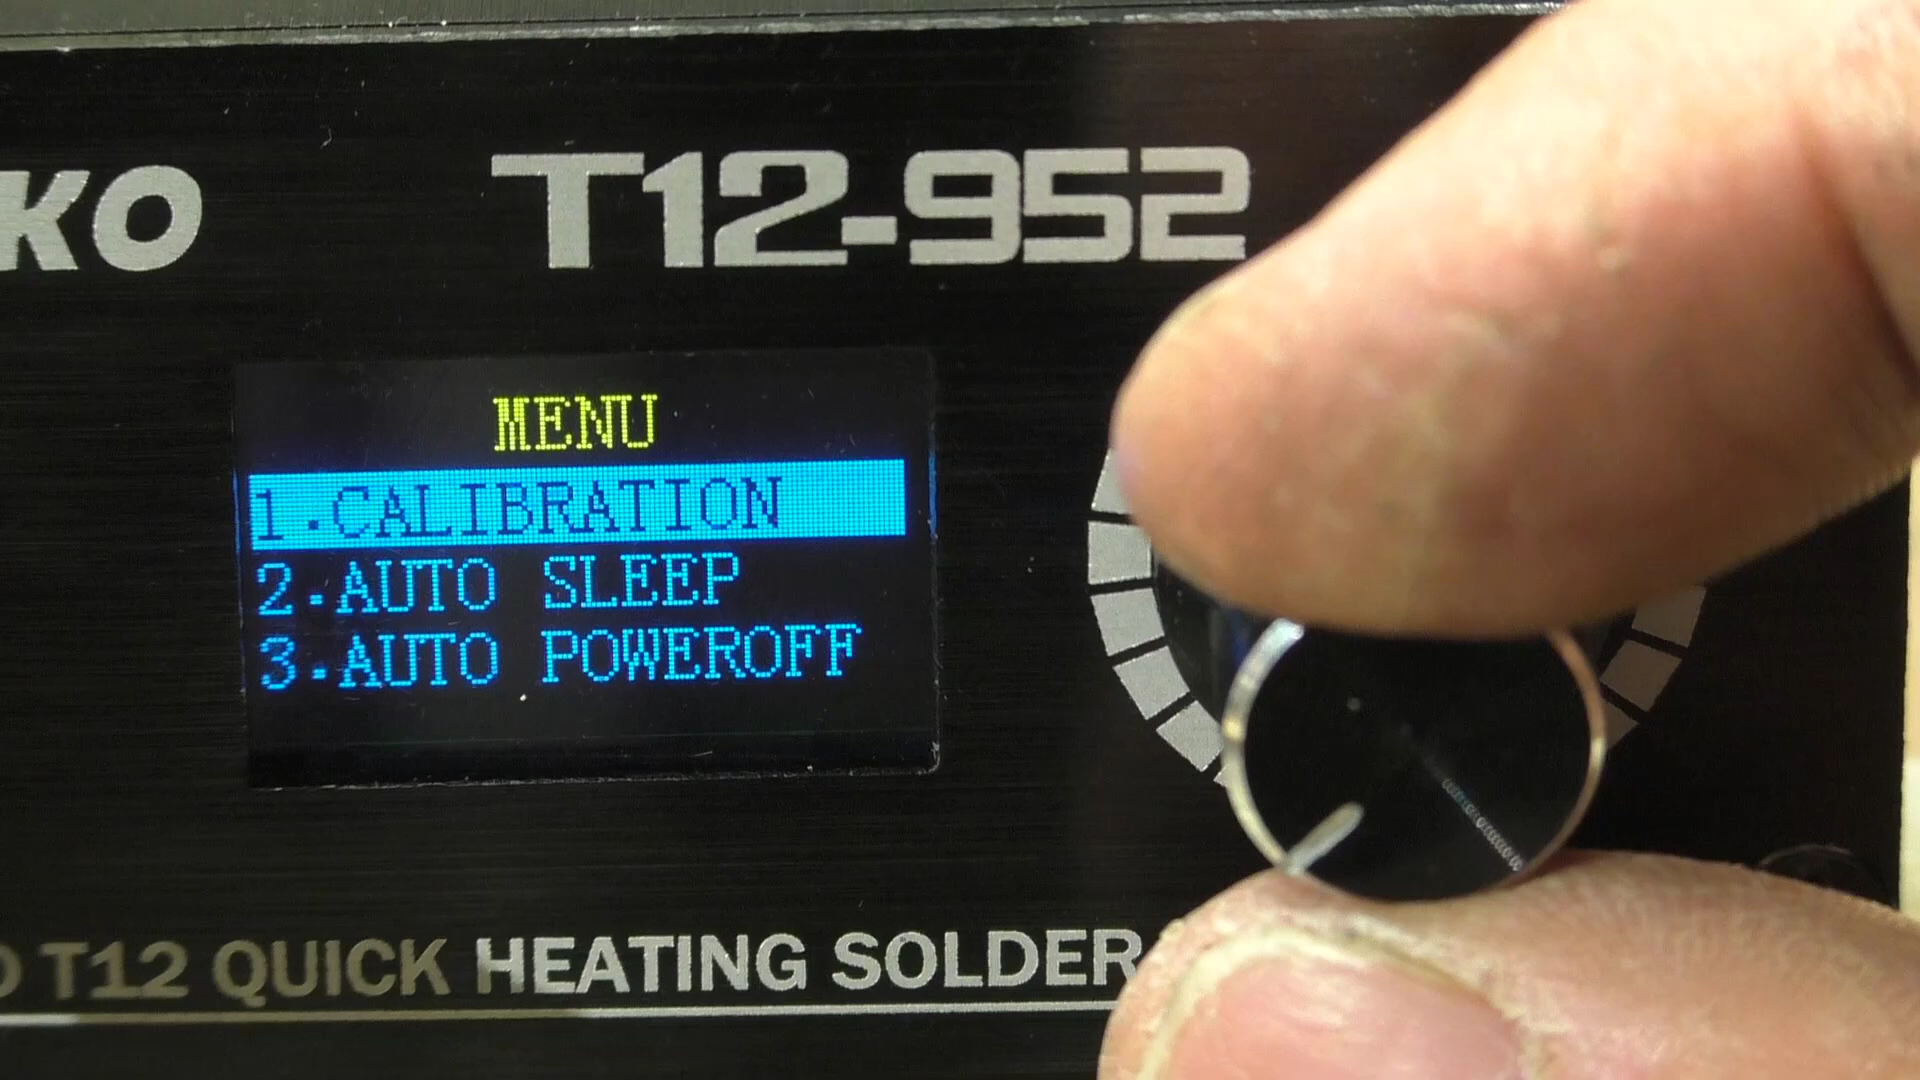 KO T12-952
MENU
1.CALIBRATION
2.AUTO SLEEP
3.AUTO POWEROFF
O T12 QUICK HEATING SOLDER